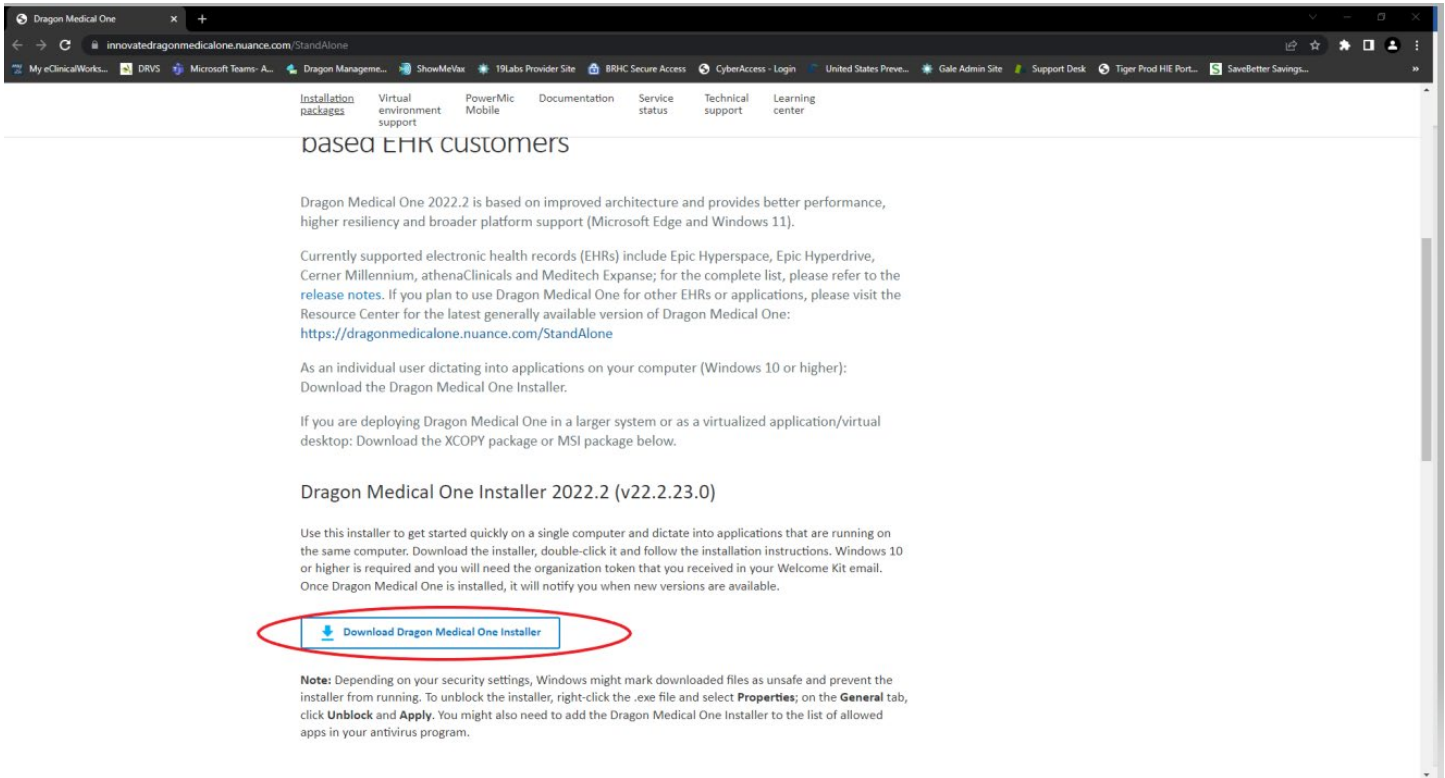 Dragon Medical One
innovatedragonmedicalone.nuance.com/StandAlone
My eClinicalWorks... DRVS Microsoft Teams- A... Dragon Manageme... ShowMeVax 19Labs Provider Site BRHC Secure Access CyberAccess - Login United States Preve... Gale Admin Site Support Desk Tiger Prod HIE Port... SaveBetter Savings... »
Installation packages Virtual environment support PowerMic Mobile Documentation Service status Technical support Learning center
based EHR customers
Dragon Medical One 2022.2 is based on improved architecture and provides better performance,
higher resiliency and broader platform support (Microsoft Edge and Windows 11).
Currently supported electronic health records (EHRs) include Epic Hyperspace, Epic Hyperdrive,
Cerner Millennium, athenaClinicals and Meditech Expanse; for the complete list, please refer to the
release notes. If you plan to use Dragon Medical One for other EHRs or applications, please visit the
Resource Center for the latest generally available version of Dragon Medical One:
https://dragonmedicalone.nuance.com/StandAlone
As an individual user dictating into applications on your computer (Windows 10 or higher):
Download the Dragon Medical One Installer.
If you are deploying Dragon Medical One in a larger system or as a virtualized application/virtual
desktop: Download the XCOPY package or MSI package below.
Dragon Medical One Installer 2022.2 (v22.2.23.0)
Use this installer to get started quickly on a single computer and dictate into applications that are running on
the same computer. Download the installer, double-click it and follow the installation instructions. Windows 10
or higher is required and you will need the organization token that you received in your Welcome Kit email.
Once Dragon Medical One is installed, it will notify you when new versions are available.
Download Dragon Medical One Installer
Note: Depending on your security settings, Windows might mark downloaded files as unsafe and prevent the
installer from running. To unblock the installer, right-click the .exe file and select Properties; on the General tab,
click Unblock and Apply. You might also need to add the Dragon Medical One Installer to the list of allowed
apps in your antivirus program.